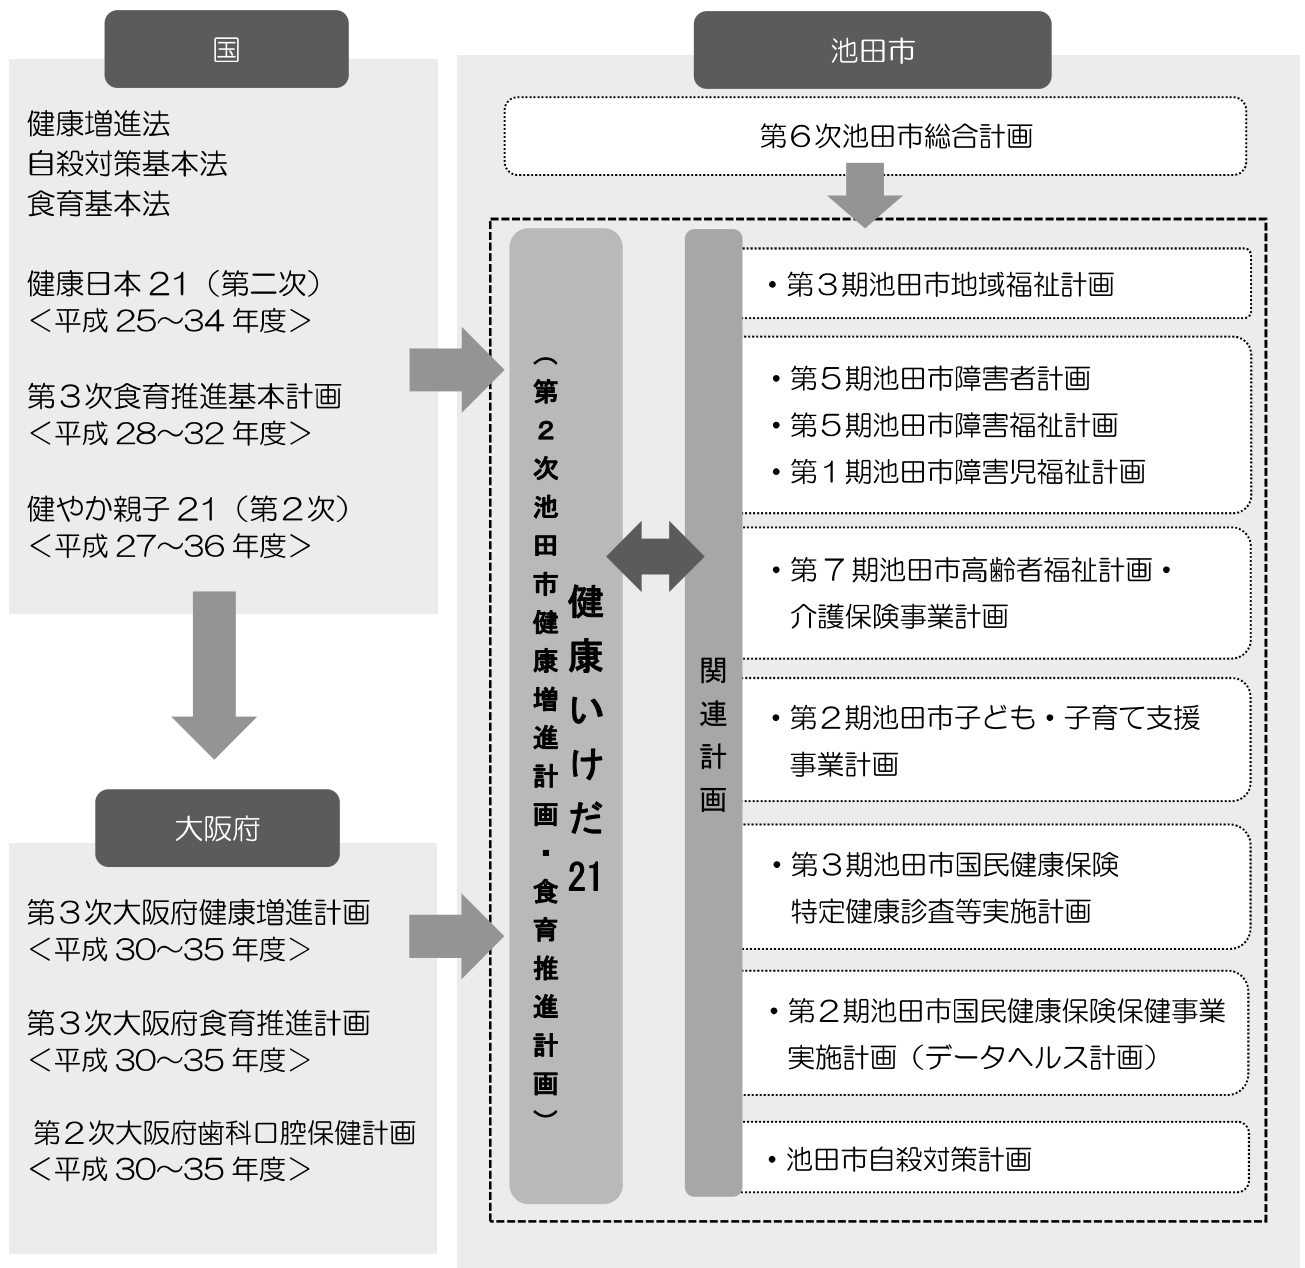 国
健康増進法
自殺対策基本法
食育基本法
健康日本21（第二次）
＜平成25～34年度＞
第３次食育推進基本計画
＜平成28～32年度＞
健やか親子21（第２次）
＜平成27～36年度＞
大阪府
第３次大阪府健康増進計画
＜平成30～35年度＞
第３次大阪府食育推進計画
＜平成30～35年度＞
第２次大阪府歯科口腔保健計画
＜平成30～35年度＞
池田市
第６次池田市総合計画
健康いけだ21
（第２次池田市健康増進計画・食育推進計画）
関連計画
・第３期池田市地域福祉計画
・第５期池田市障害者計画
・第５期池田市障害福祉計画
・第１期池田市障害児福祉計画
・第７期池田市高齢者福祉計画・
介護保険事業計画
・第２期池田市子ども・子育て支援
事業計画
・第３期池田市国民健康保険
特定健康診査等実施計画
・第２期池田市国民健康保険保健事業
実施計画（データヘルス計画）
・池田市自殺対策計画